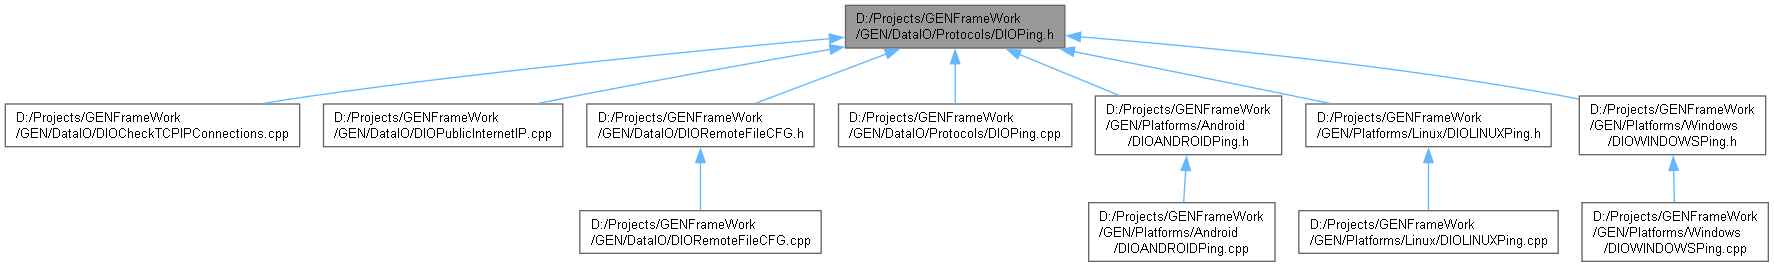 D:/Projects/GENFrameWork
/GEN/DataIO/Protocols/DIOPing.h
D:/Projects/GENFrameWork
/GEN/DataIO/DIOCheckTCPIPConnections.cpp
D:/Projects/GENFrameWork
/GEN/DataIO/DIOPublicInternetIP.cpp
D:/Projects/GENFrameWork
/GEN/DataIO/DIORemoteFileCFG.h
D:/Projects/GENFrameWork
/GEN/DataIO/Protocols/DIOPing.cpp
D:/Projects/GENFrameWork
/GEN/Platforms/Android
/DIOANDROIDPing.h
D:/Projects/GENFrameWork
/GEN/Platforms/Linux/DIOLINUXPing.h
D:/Projects/GENFrameWork
/GEN/Platforms/Windows
/DIOWINDOWSPing.h
D:/Projects/GENFrameWork
/GEN/DataIO/DIORemoteFileCFG.cpp
D:/Projects/GENFrameWork
/GEN/Platforms/Android
/DIOANDROIDPing.cpp
D:/Projects/GENFrameWork
/GEN/Platforms/Linux/DIOLINUXPing.cpp
D:/Projects/GENFrameWork
/GEN/Platforms/Windows
/DIOWINDOWSPing.cpp